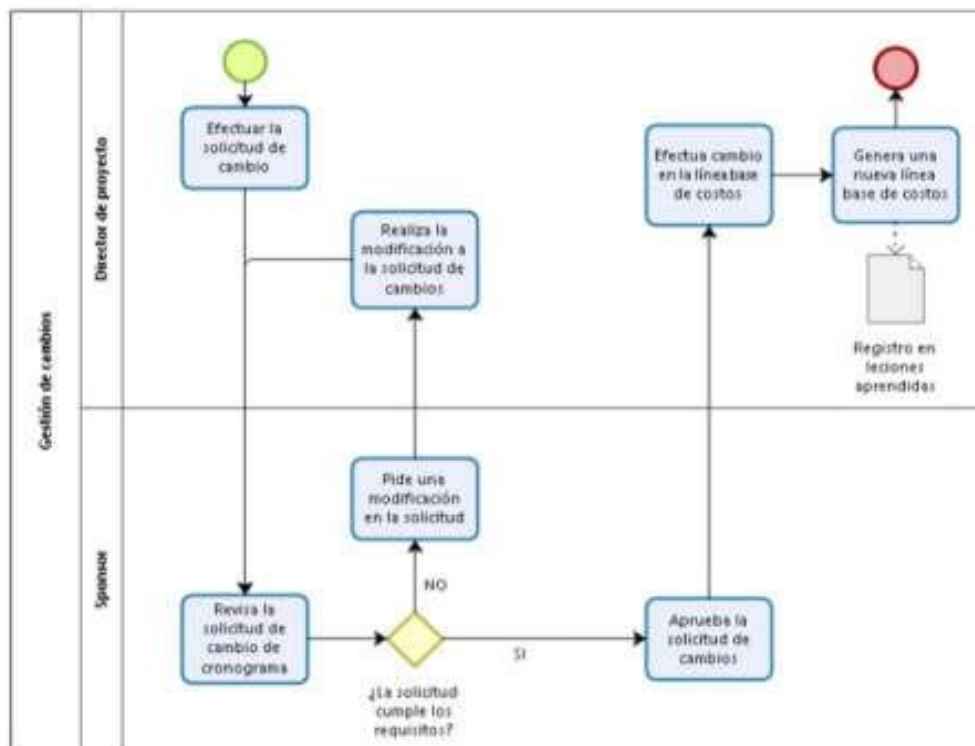 Gestión de cambios
Director de proyecto
Efectuar la
solicitud de
cambio
Realiza la
modificación a
la solicitud de
cambios
Efectua cambio
en la línea base
de costos
Genera una
nueva línea
base de costos
Registro en
leciones
aprendidas
Sponsor
Pide una
modificación
en la solicitud
NO
Revisa la
solicitud de
cambio de
cronograma
SI
Aprueba la
solicitud de
cambios
¿La solicitud
cumple los
requisitos?